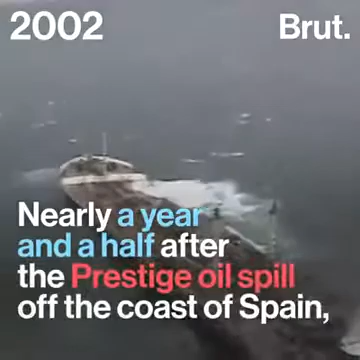 2002 Brut.
Nearly a year
and a half after
the Prestige oil spill
off the coast of Spain,